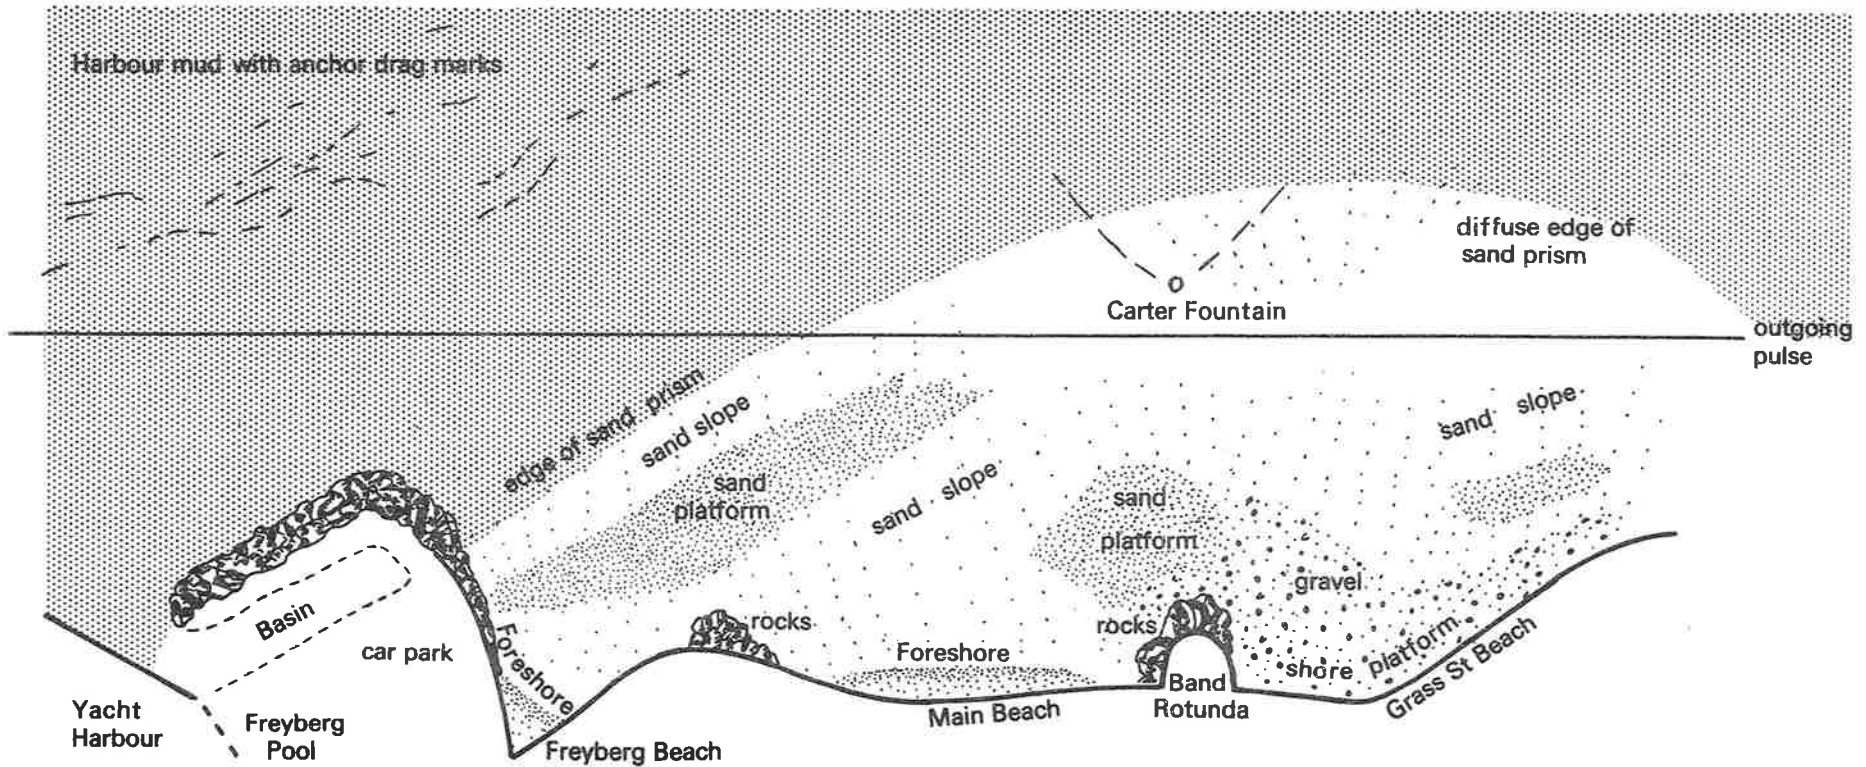 Harbour mud with anchor drag marks
diffuse edge of
sand prism
Carter Fountain
outgoing
pulse
edge of sand prism
sand slope
sand slope
sand
platform
sand slope
sand
platform
gravel
rocks
rocks
Basin
car park
Foreshore
Foreshore
shore platform
Grass St Beach
Band
Rotunda
Main Beach
Yacht
Harbour
Freyberg
Pool
Freyberg Beach